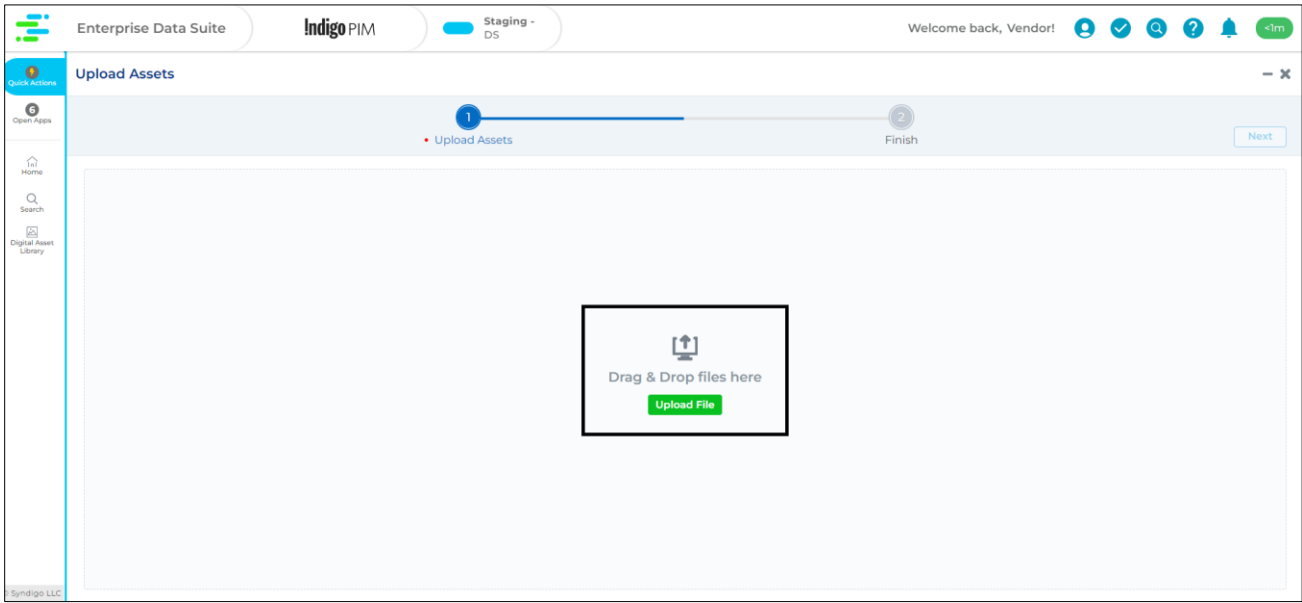 Enterprise Data Suite
Indigo PIM
Staging -
DS
Welcome back, Vendor!
?
<1m
Quick Actions
6
Open Apps
Home
Search
Digital Asset
Library
Upload Assets
1
• Upload Assets
2
Finish
Next
Drag & Drop files here
Upload File
Syndigo LLC